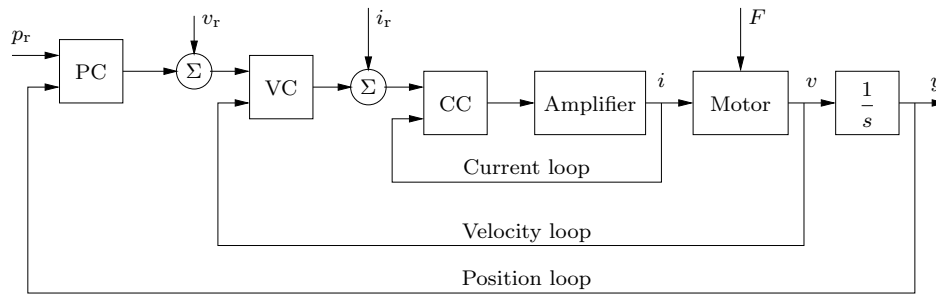 p_r
v_r
i_r
F
PC
Σ
VC
Σ
CC
Amplifier
i
Motor
v
1
s
y
Current loop
Velocity loop
Position loop